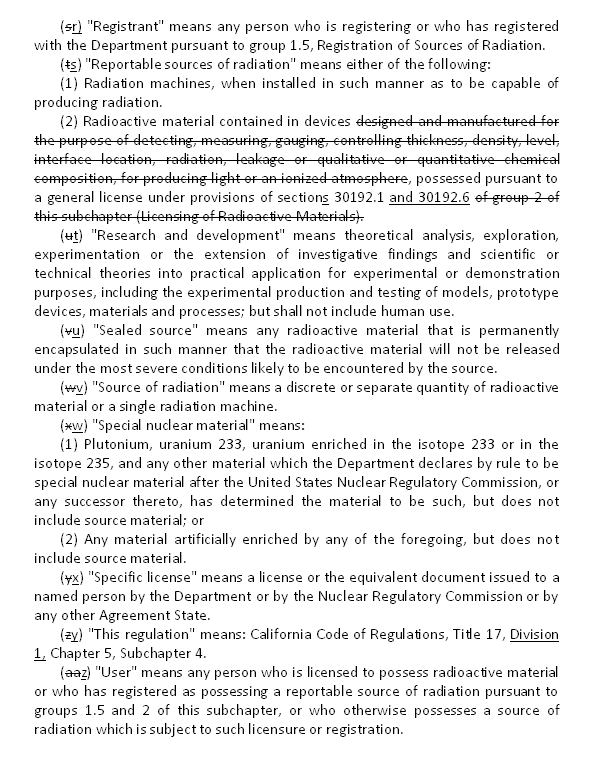 (sr) "Registrant" means any person who is registering or who has registered
with the Department pursuant to group 1.5, Registration of Sources of Radiation.
(ts) "Reportable sources of radiation" means either of the following:
(1) Radiation machines, when installed in such manner as to be capable of
producing radiation.
(2) Radioactive material contained in devices designed and manufactured for
the purpose of detecting, measuring, gauging, controlling thickness, density, level,
interface location, radiation, leakage or qualitative or quantitative chemical
composition, for producing light or an ionized atmosphere, possessed pursuant to
a general license under provisions of sections 30192.1 and 30192.6 of group 2 of
this subchapter (Licensing of Radioactive Materials).
(ut) "Research and development" means theoretical analysis, exploration,
experimentation or the extension of investigative findings and scientific or
technical theories into practical application for experimental or demonstration
purposes, including the experimental production and testing of models, prototype
devices, materials and processes; but shall not include human use.
(vu) "Sealed source" means any radioactive material that is permanently
encapsulated in such manner that the radioactive material will not be released
under the most severe conditions likely to be encountered by the source.
(wv) "Source of radiation" means a discrete or separate quantity of radioactive
material or a single radiation machine.
(xw) "Special nuclear material" means:
(1) Plutonium, uranium 233, uranium enriched in the isotope 233 or in the
isotope 235, and any other material which the Department declares by rule to be
special nuclear material after the United States Nuclear Regulatory Commission, or
any successor thereto, has determined the material to be such, but does not
include source material; or
(2) Any material artificially enriched by any of the foregoing, but does not
include source material.
(yx) "Specific license" means a license or the equivalent document issued to a
named person by the Department or by the Nuclear Regulatory Commission or by
any other Agreement State.
(zy) "This regulation" means: California Code of Regulations, Title 17, Division
1, Chapter 5, Subchapter 4.
(aaz) "User" means any person who is licensed to possess radioactive material
or who has registered as possessing a reportable source of radiation pursuant to
groups 1.5 and 2 of this subchapter, or who otherwise possesses a source of
radiation which is subject to such licensure or registration.